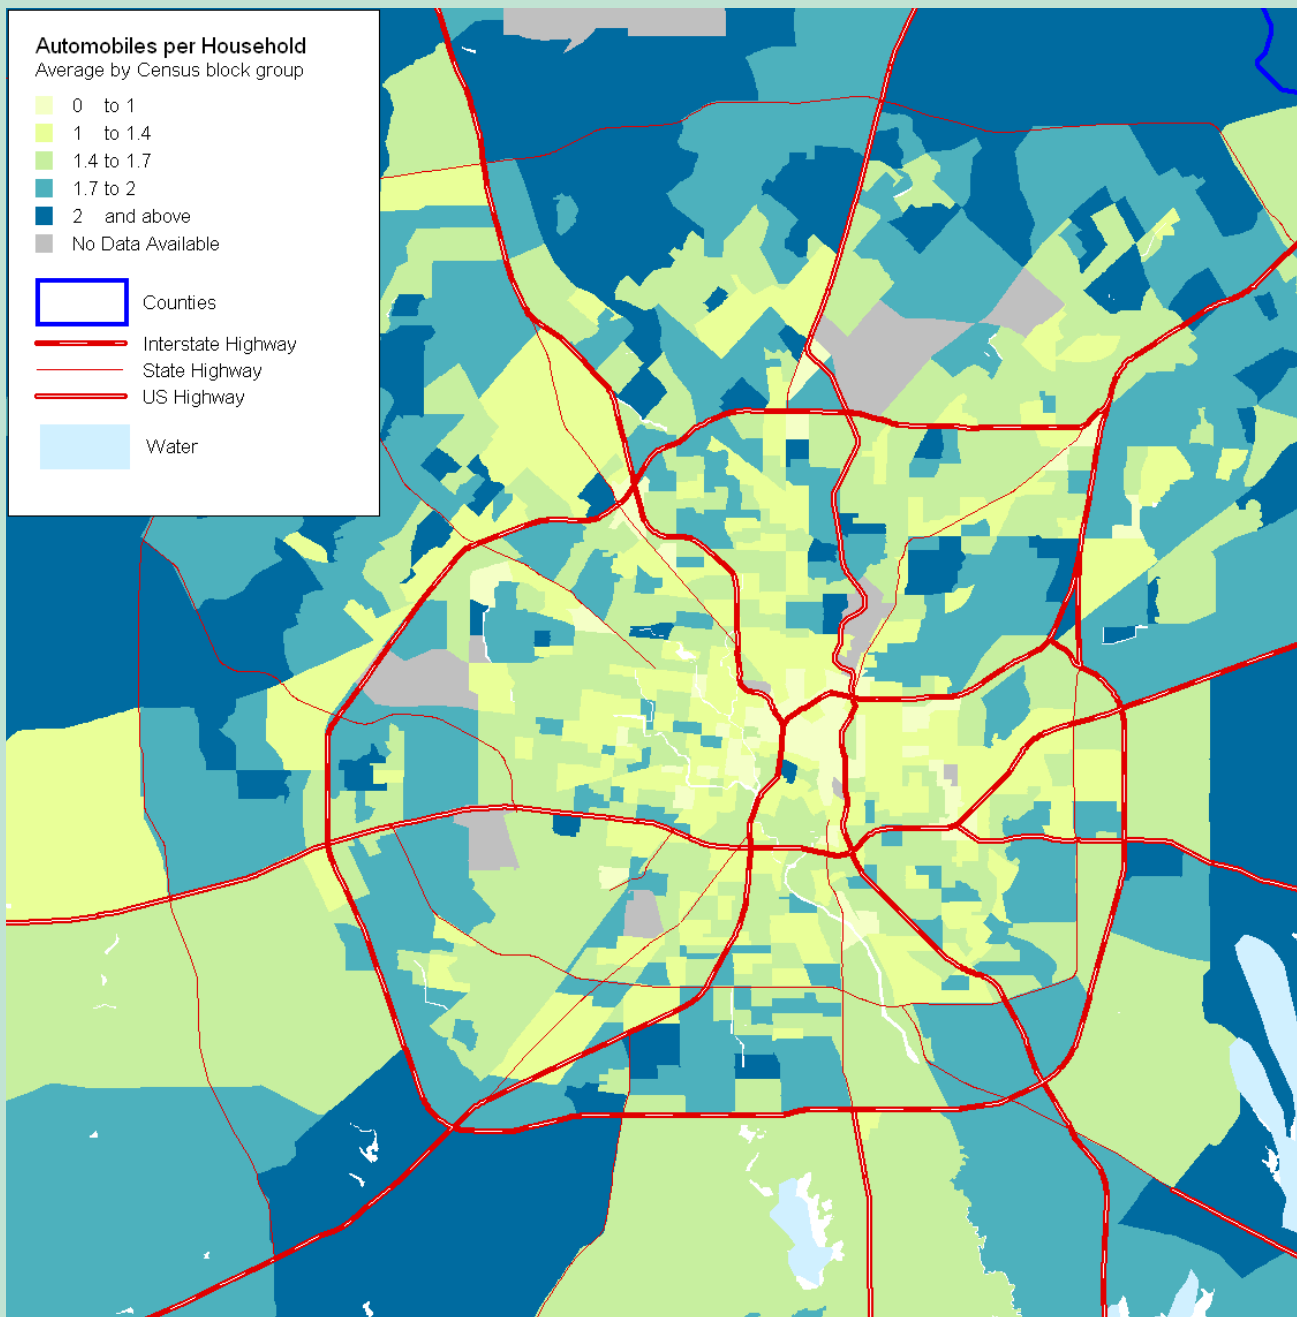 Automobiles per Household
Average by Census block group
0 to 1
1 to 1.4
1.4 to 1.7
1.7 to 2
2 and above
No Data Available
Counties
Interstate Highway
State Highway
US Highway
Water